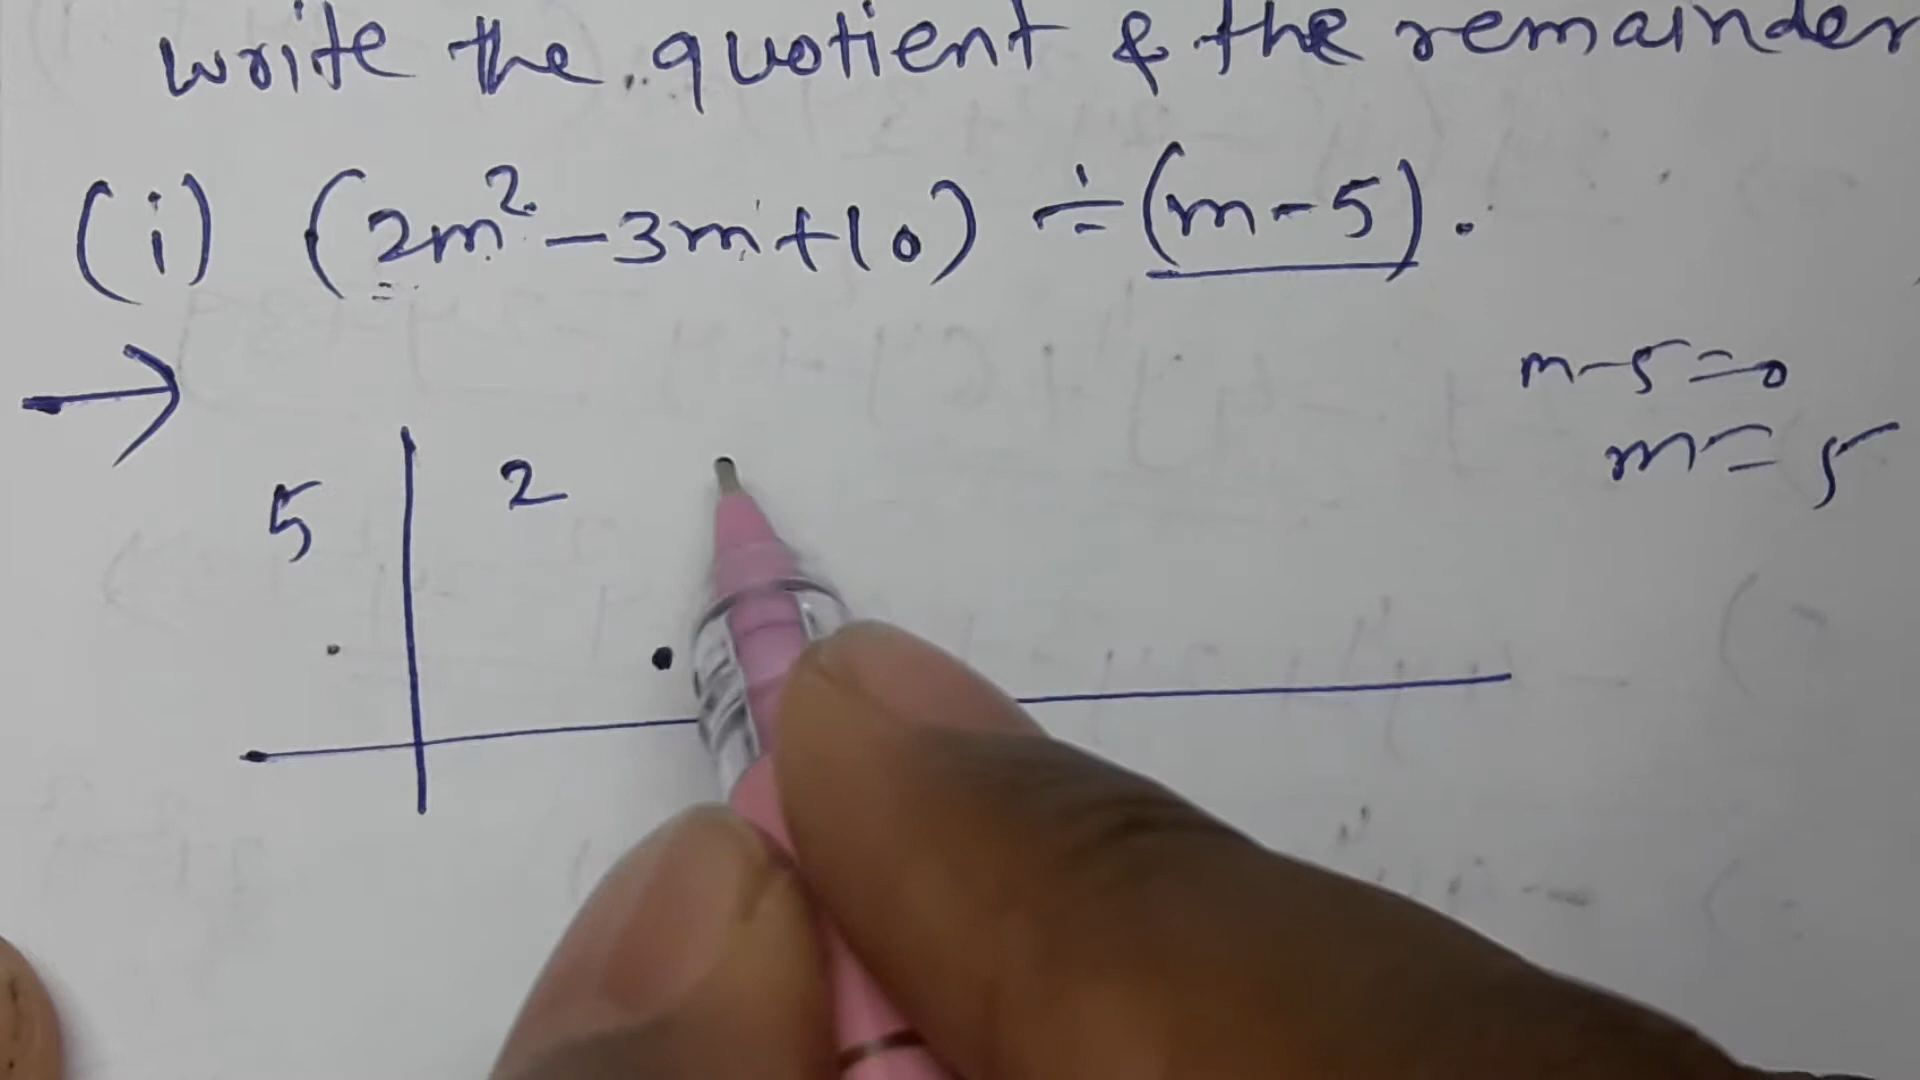 write the quotient & the remainder
(i) (2m² - 3m + 10) ÷ (m - 5).
m - 5 = 0
m = 5
5 2